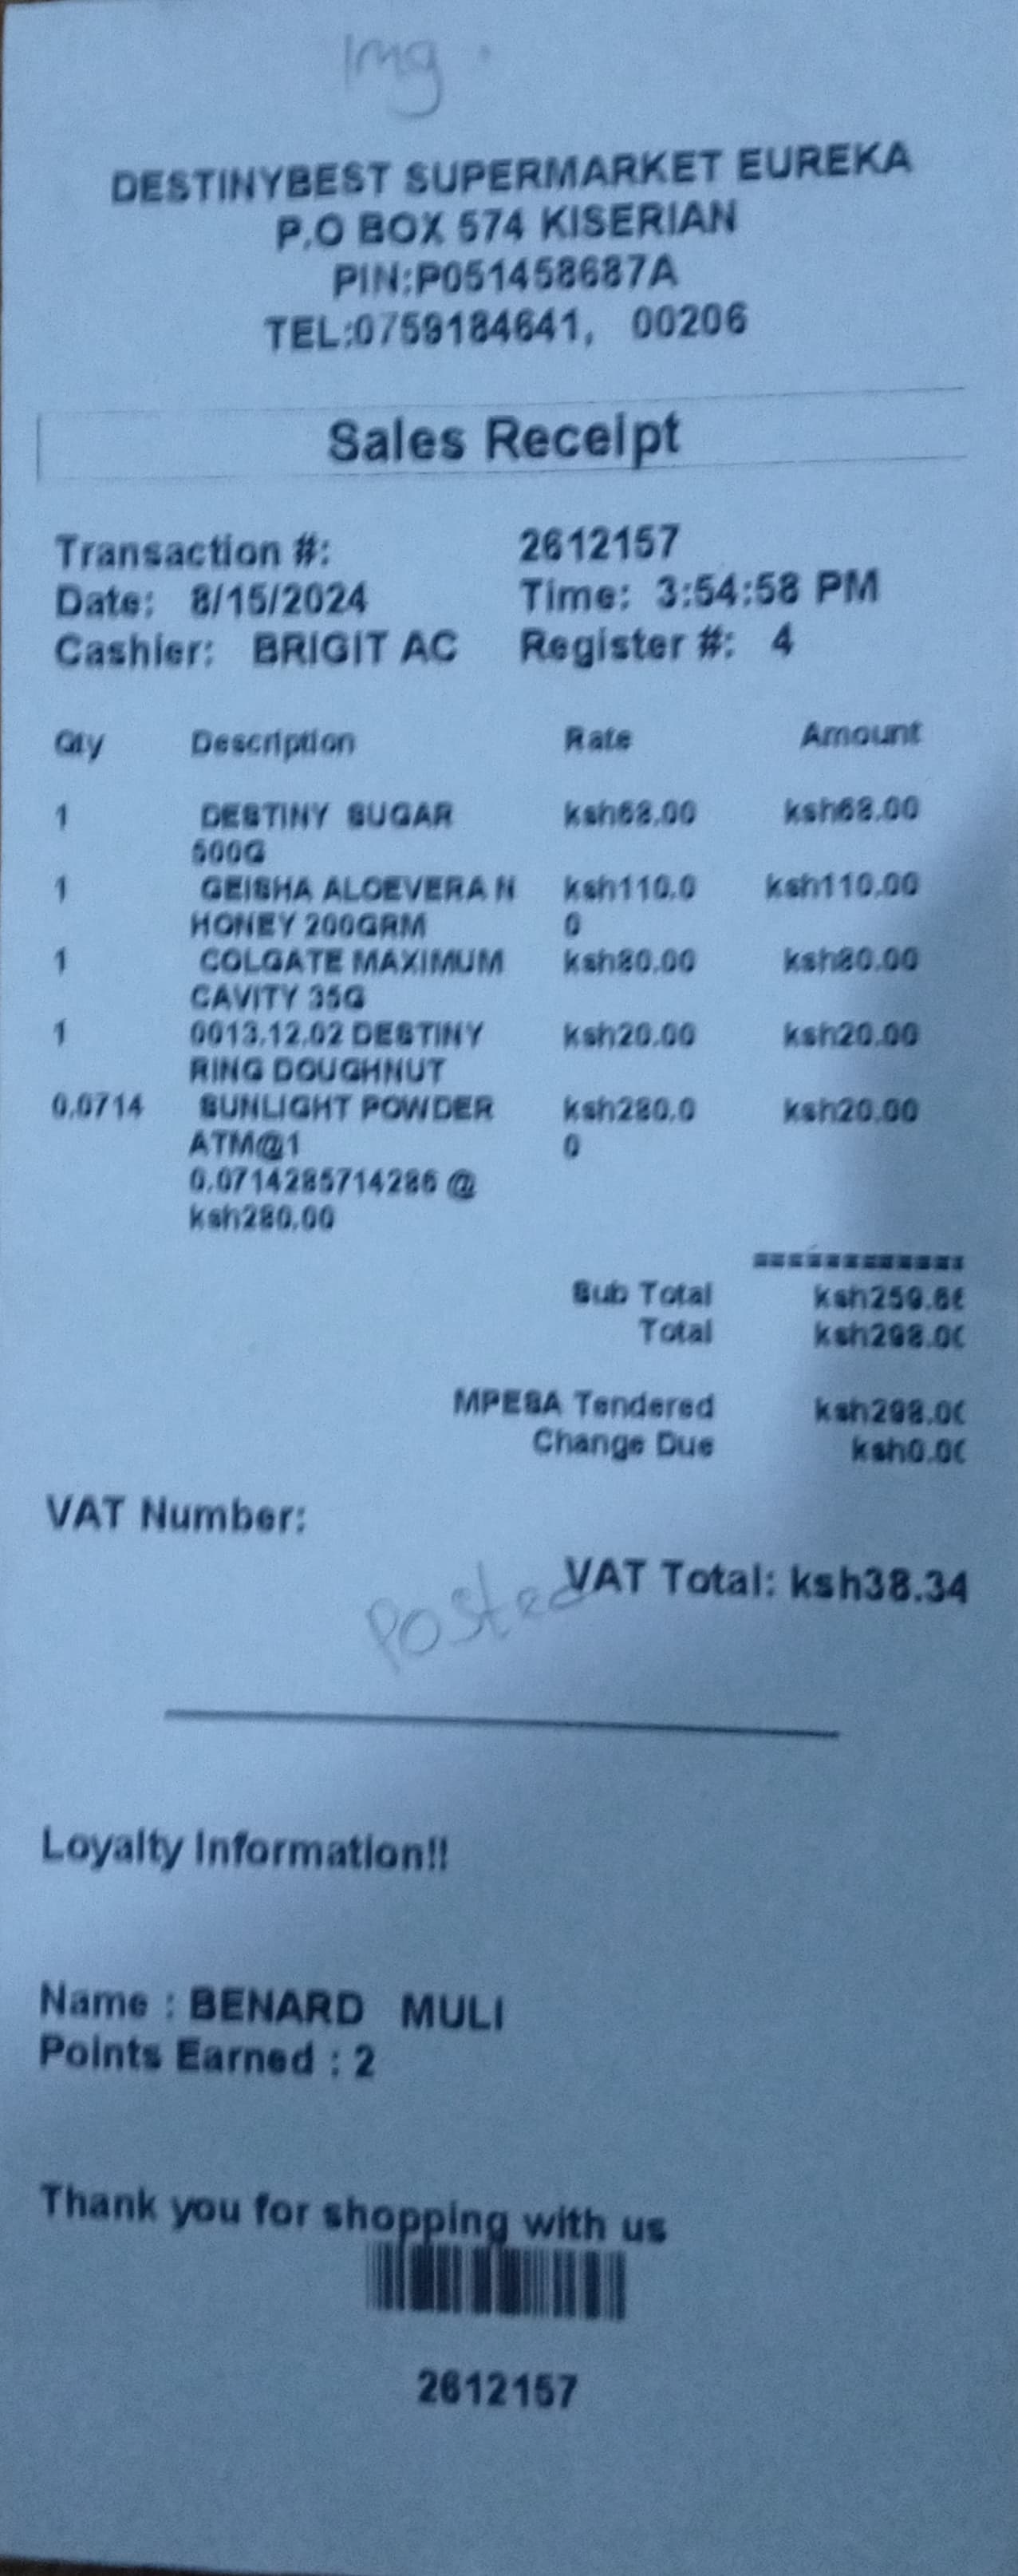 Img.
DESTINYBEST SUPERMARKET EUREKA
P.O BOX 574 KISERIAN
PIN:P051458687A
TEL:0759184641, 00206
Sales Receipt
Transaction #: 2612157
Date: 8/15/2024 Time: 3:54:58 PM
Cashier: BRIGIT AC Register #: 4
Qty Description Rate Amount
1 DESTINY SUGAR ksh68.00 ksh68.00
500G
1 GEISHA ALOEVERA N ksh110.0 ksh110.00
HONEY 200GRM 0
1 COLGATE MAXIMUM ksh80.00 ksh80.00
CAVITY 35G
1 0013.12.02 DESTINY ksh20.00 ksh20.00
RING DOUGHNUT
0.0714 SUNLIGHT POWDER ksh280.0 ksh20.00
ATM@1 0
0.0714285714286 @
ksh280.00
============
Sub Total ksh259.66
Total ksh298.00
MPESA Tendered ksh298.00
Change Due ksh0.00
VAT Number:
VAT Total: ksh38.34
Posted
Loyalty Information!!
Name : BENARD MULI
Points Earned : 2
Thank you for shopping with us
2612157